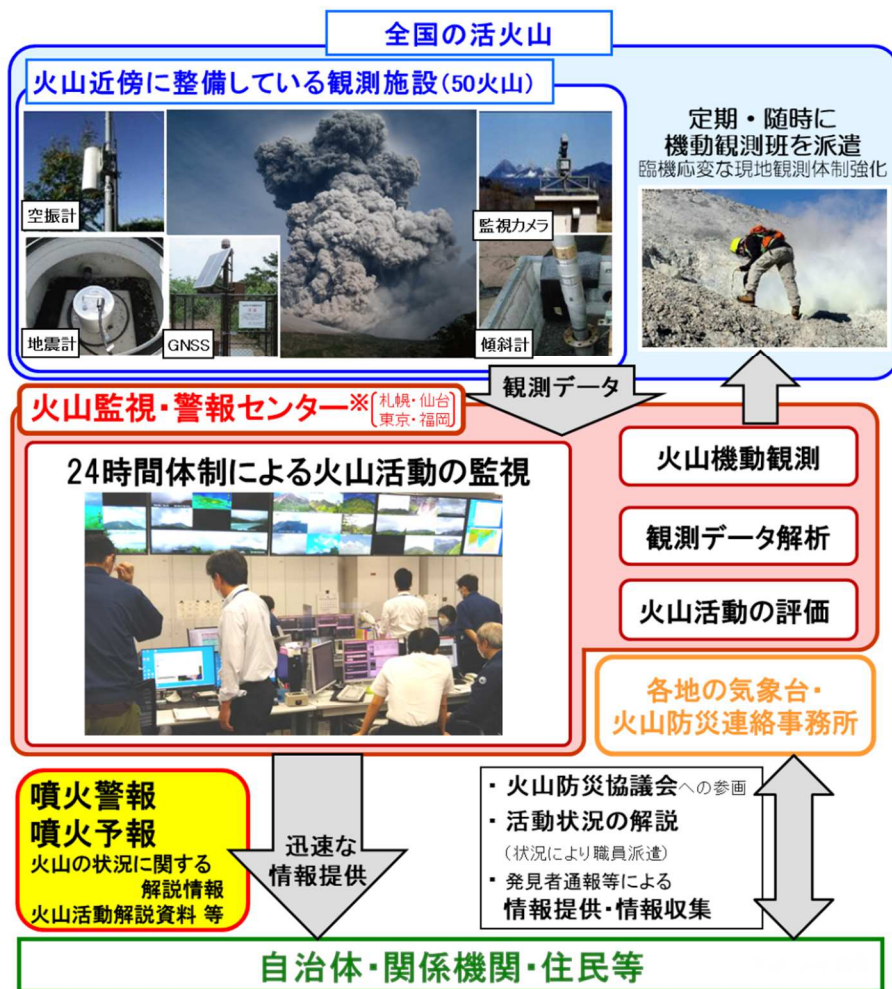 全国の活火山
火山近傍に整備している観測施設(50火山)
空振計
監視カメラ
地震計
GNSS
傾斜計
定期・随時に
機動観測班を派遣
臨機応変な現地観測体制強化
観測データ
火山監視・警報センター※
札幌・仙台
東京・福岡
24時間体制による火山活動の監視
火山機動観測
観測データ解析
火山活動の評価
各地の気象台・
火山防災連絡事務所
噴火警報
噴火予報
火山の状況に関する
解説情報
火山活動解説資料 等
迅速な
情報提供
・ 火山防災協議会への参画
・ 活動状況の解説
(状況により職員派遣)
・ 発見者通報等による
情報提供・情報収集
自治体・関係機関・住民等